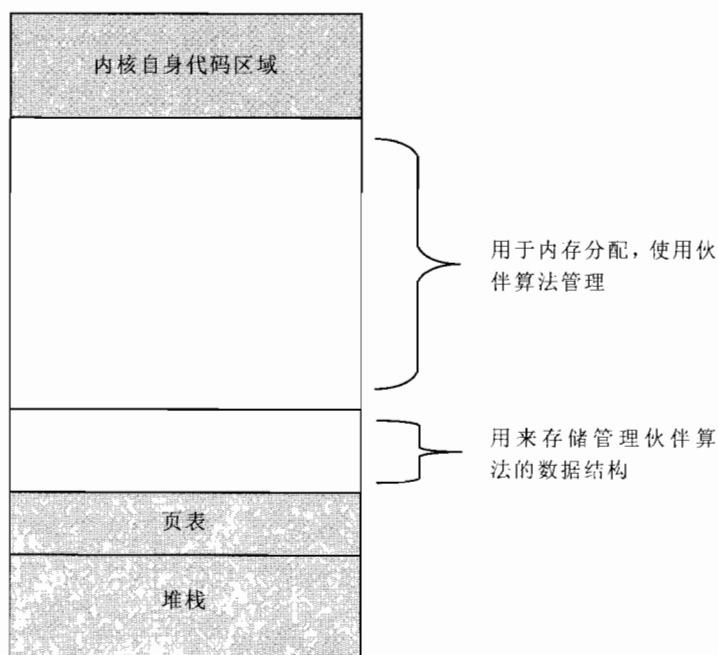 内核自身代码区域
用于内存分配，使用伙
伴算法管理
用来存储管理伙伴算
法的数据结构
页表
堆栈